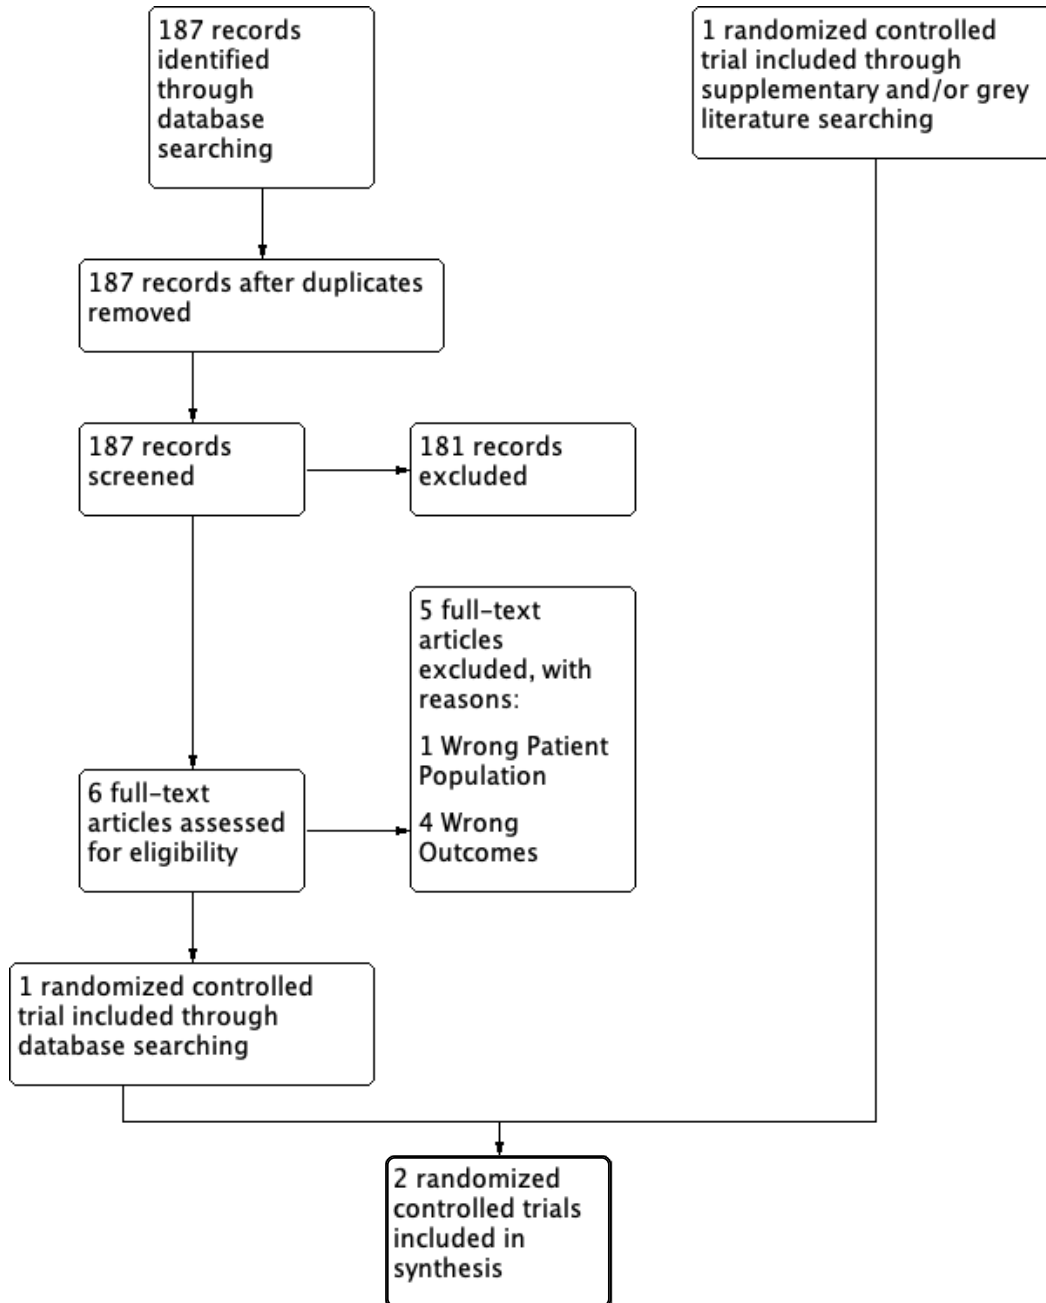 187 records
identified
through
database
searching
1 randomized controlled
trial included through
supplementary and/or grey
literature searching
187 records after duplicates
removed
187 records
screened
181 records
excluded
5 full-text
articles
excluded, with
reasons:
1 Wrong Patient
Population
4 Wrong
Outcomes
6 full-text
articles assessed
for eligibility
1 randomized controlled
trial included through
database searching
2 randomized
controlled trials
included in
synthesis